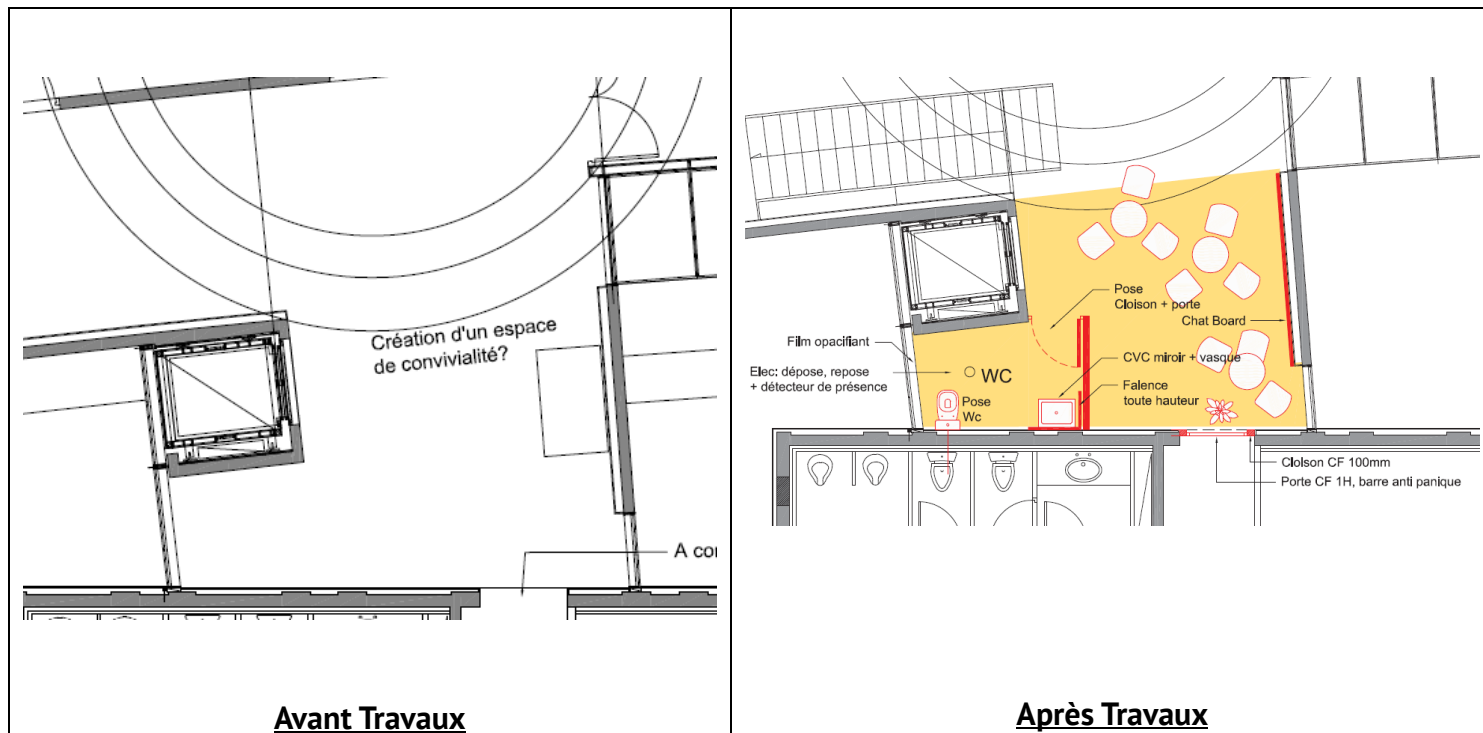 Création d'un espace
de convivialité?
A co
Avant Travaux
Pose
Cloison + porte
Chat Board
Film opacifiant
CVC miroir + vasque
Elec: dépose, repose
+ détecteur de présence
WC
Faïence
toute hauteur
Pose
Wc
Cloison CF 100mm
Porte CF 1H, barre anti panique
Après Travaux